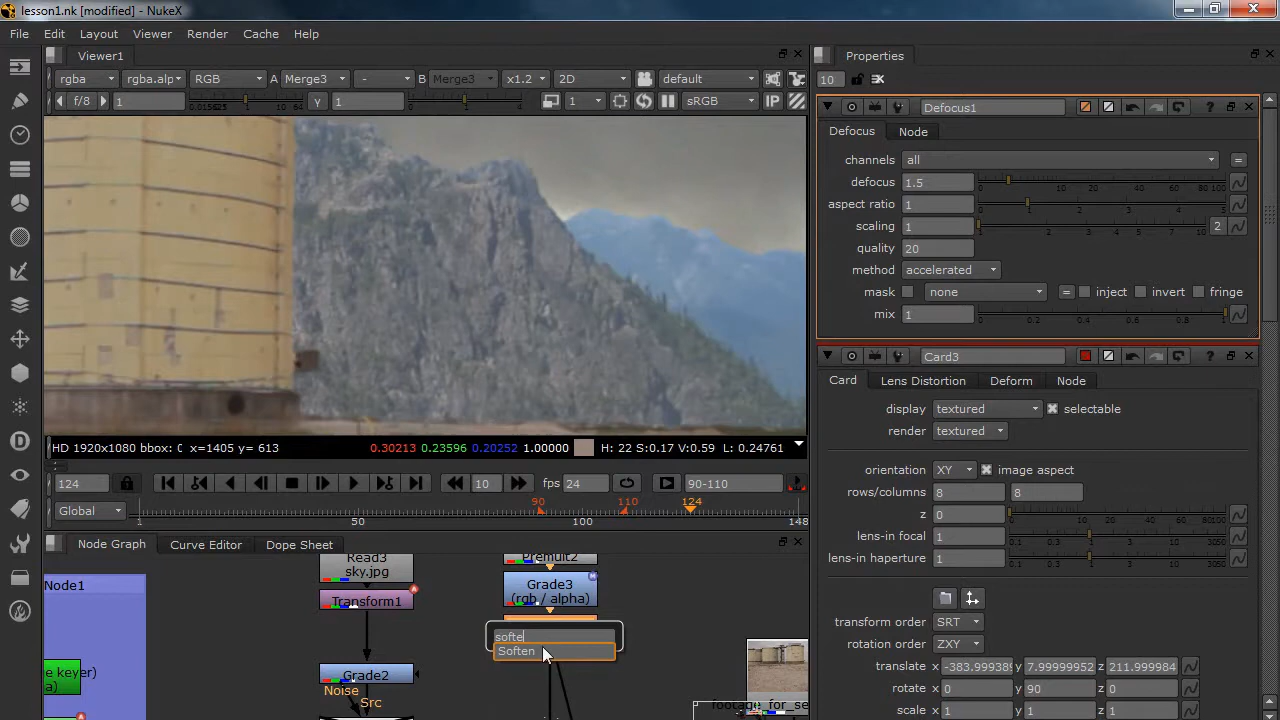 lesson1.nk [modified] - NukeX
File Edit Layout Viewer Render Cache Help
Viewer1
rgba rgba.alp RGB A Merge3 - B Merge3 x1.2 2D default
f/8 1 γ 1 1 sRGB IP
HD 1920x1080 bbox: 0 x=1405 y= 613 0.30213 0.23596 0.20252 1.00000 H: 22 S:0.17 V:0.59 L: 0.24761
124 10 fps 24 90-110
Global 1 50 90 100 110 124 148
Node Graph Curve Editor Dope Sheet
Node1
e keyer)
a)
Read3
sky.jpg
Transform1
Grade2
Noise
Src
Premult2
Grade3
(rgb / alpha)
softe
Soften
footage_for_se
Properties
10
Defocus1
Defocus Node
channels all =
defocus 1.5
aspect ratio 1
scaling 1 2
quality 20
method accelerated
mask none = inject invert fringe
mix 1
Card3
Card Lens Distortion Deform Node
display textured selectable
render textured
orientation XY image aspect
rows/columns 8 8
z 0
lens-in focal 1
lens-in haperture 1
transform order SRT
rotation order ZXY
translate x -383.999389 y 7.99999952 z 211.999984
rotate x 0 y 90 z 0
scale x 1 y 1 z 1